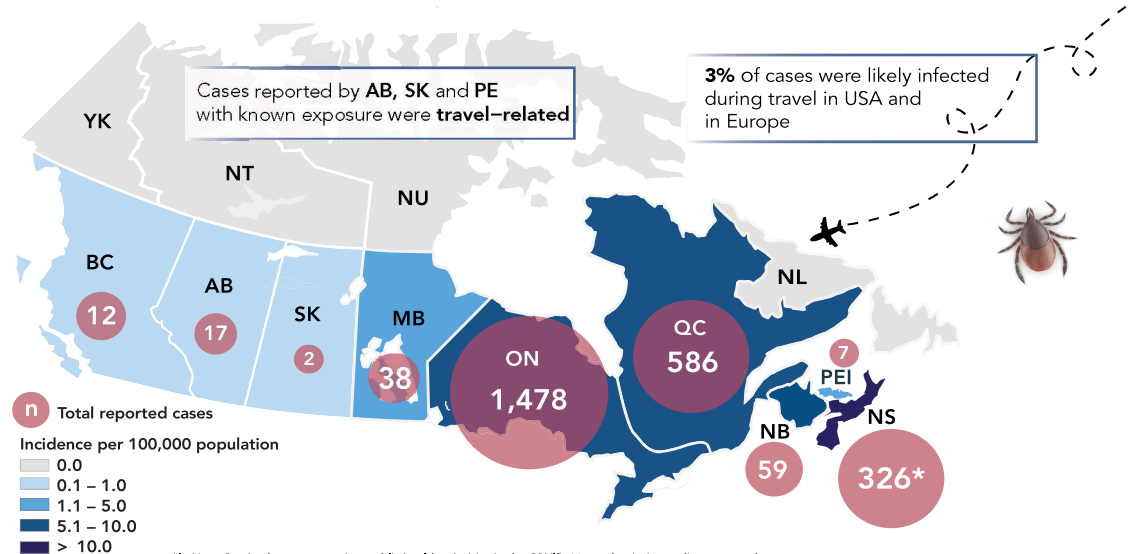 Cases reported by AB, SK and PE
with known exposure were travel–related
3% of cases were likely infected
during travel in USA and
in Europe
YK
NT
NU
BC
12
AB
17
SK
2
MB
38
ON
1,478
QC
586
NL
7
PEI
NS
326*
NB
59
n Total reported cases
Incidence per 100,000 population
0.0
0.1 – 1.0
1.1 – 5.0
5.1 – 10.0
> 10.0